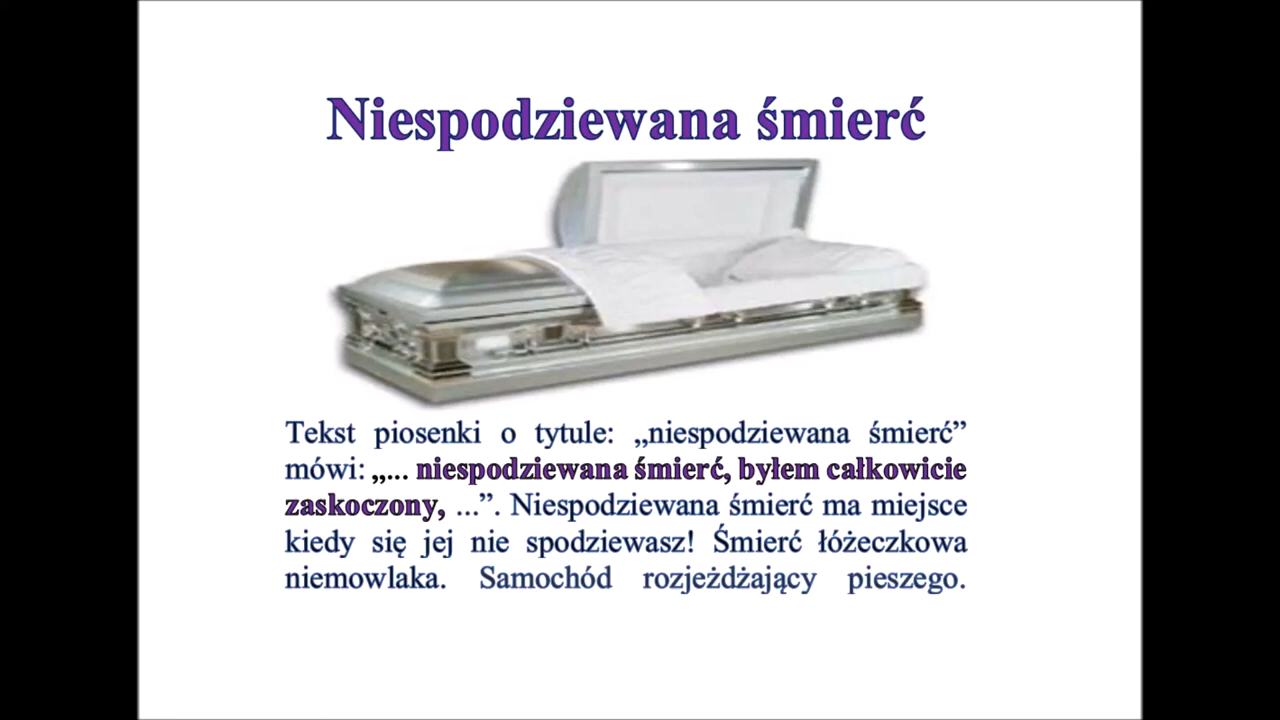 Niespodziewana śmierć
Tekst piosenki o tytule: „niespodziewana śmierć”
mówi: „... niespodziewana śmierć, byłem całkowicie
zaskoczony, ...”. Niespodziewana śmierć ma miejsce
kiedy się jej nie spodziewasz! Śmierć łóżeczkowa
niemowlaka. Samochód rozjeżdżający pieszego.